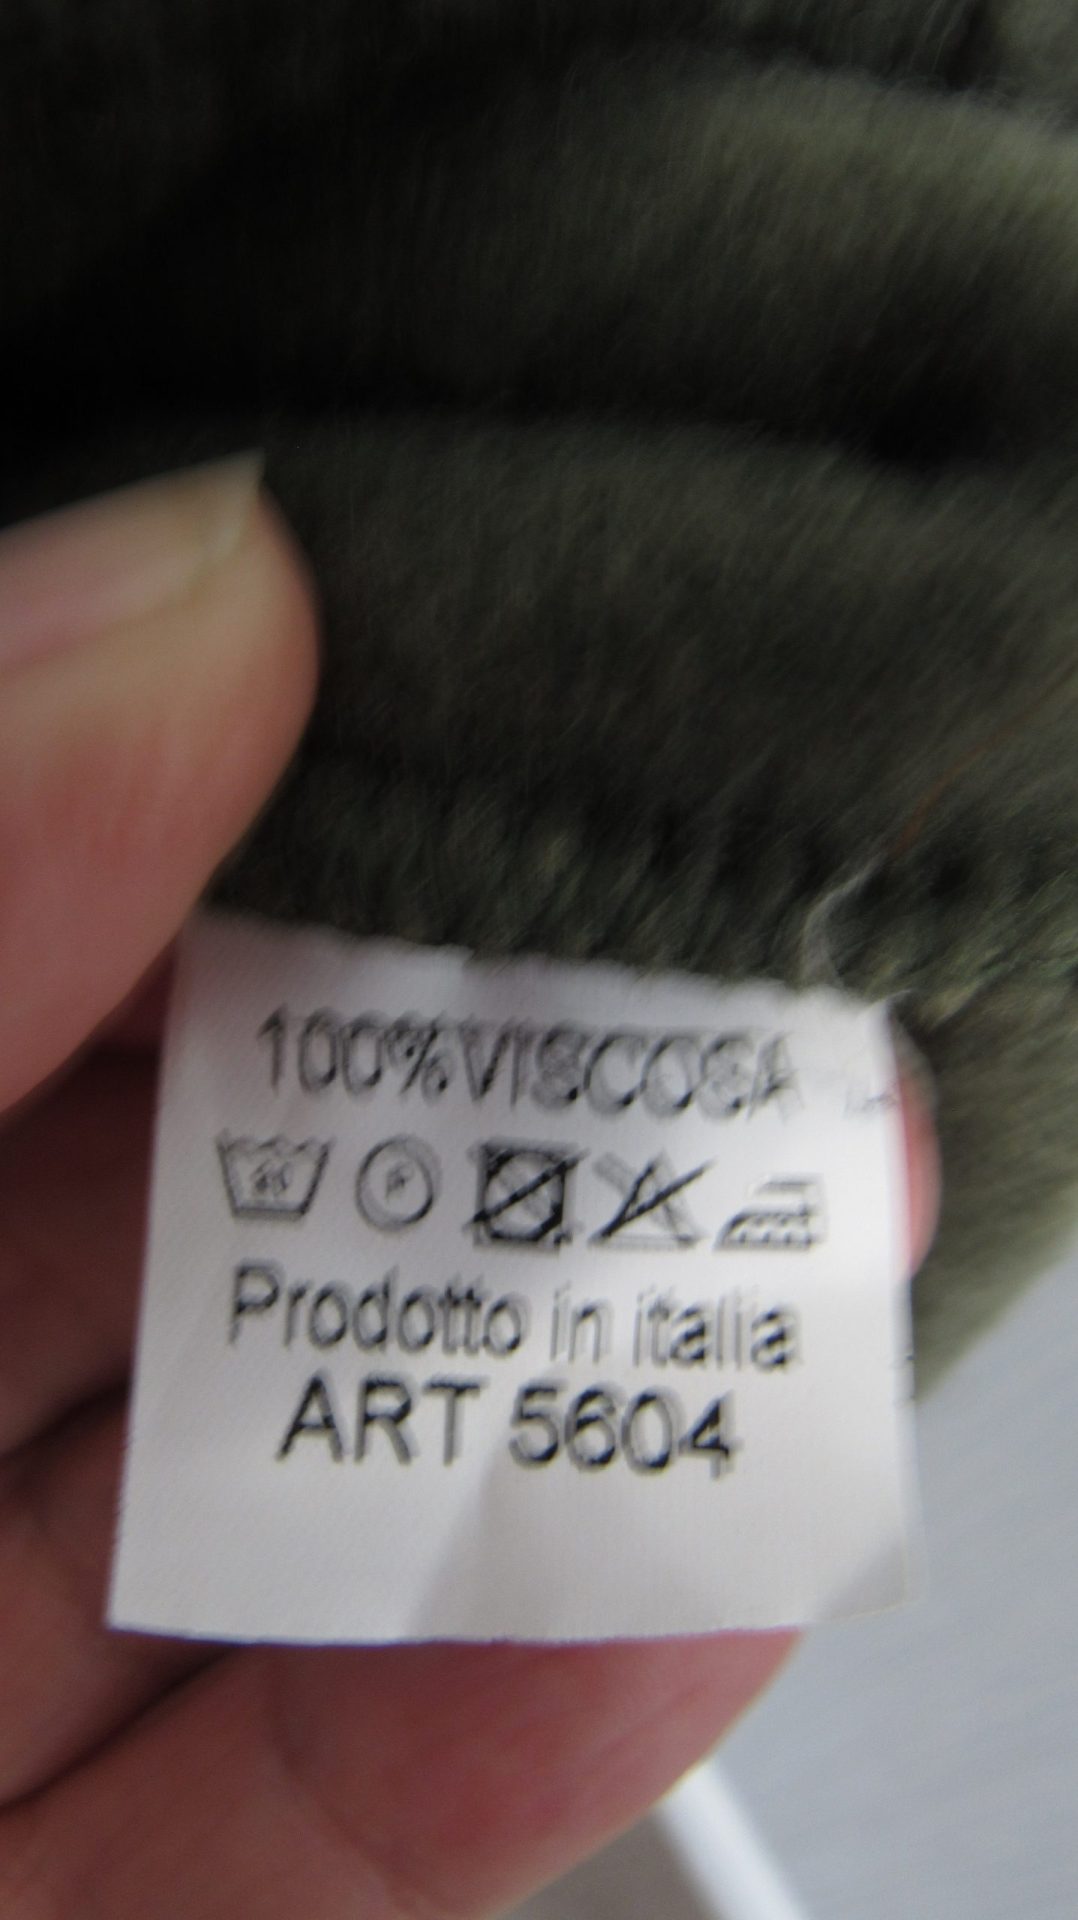 100%VISCOSA
P
Prodotto in italia
ART 5604